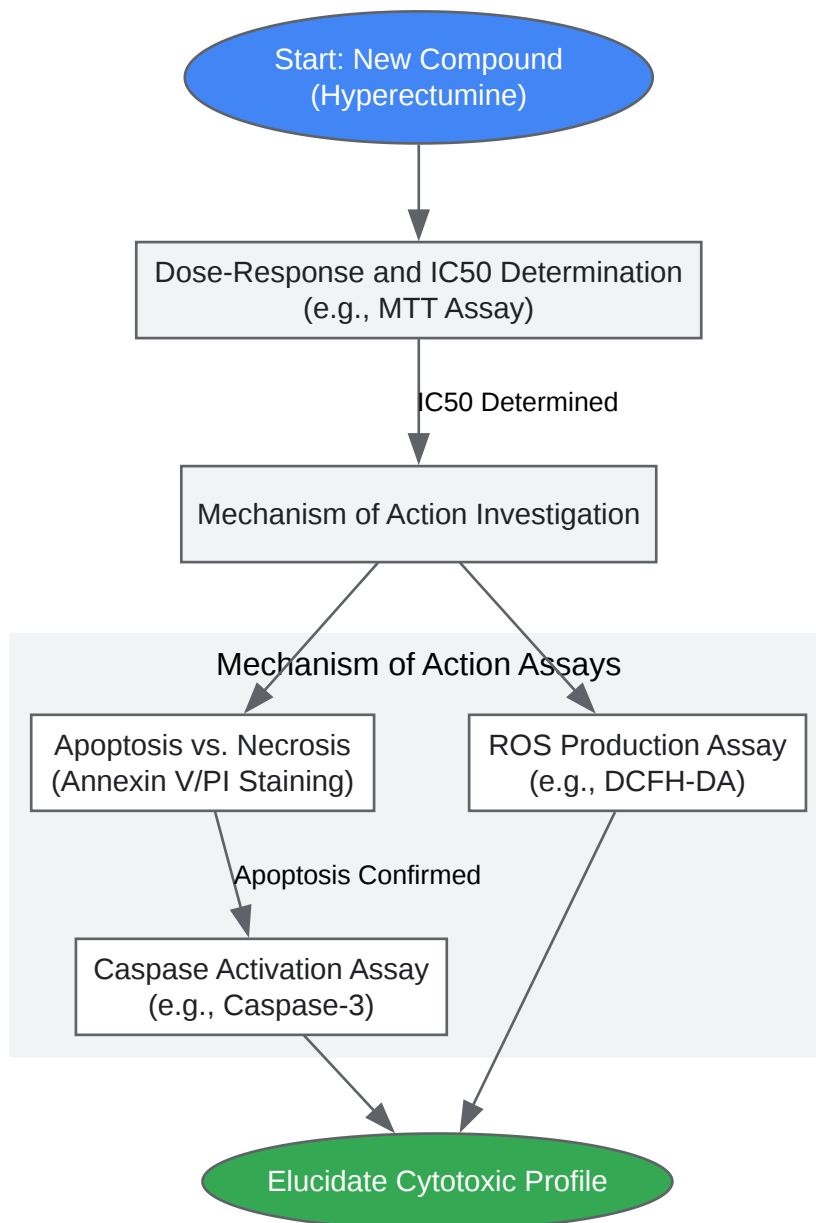 Start: New Compound
(Hyperectumine)
Dose-Response and IC50 Determination
(e.g., MTT Assay)
IC50 Determined
Mechanism of Action Investigation
Mechanism of Action Assays
Apoptosis vs. Necrosis
(Annexin V/PI Staining)
ROS Production Assay
(e.g., DCFH-DA)
Apoptosis Confirmed
Caspase Activation Assay
(e.g., Caspase-3)
Elucidate Cytotoxic Profile